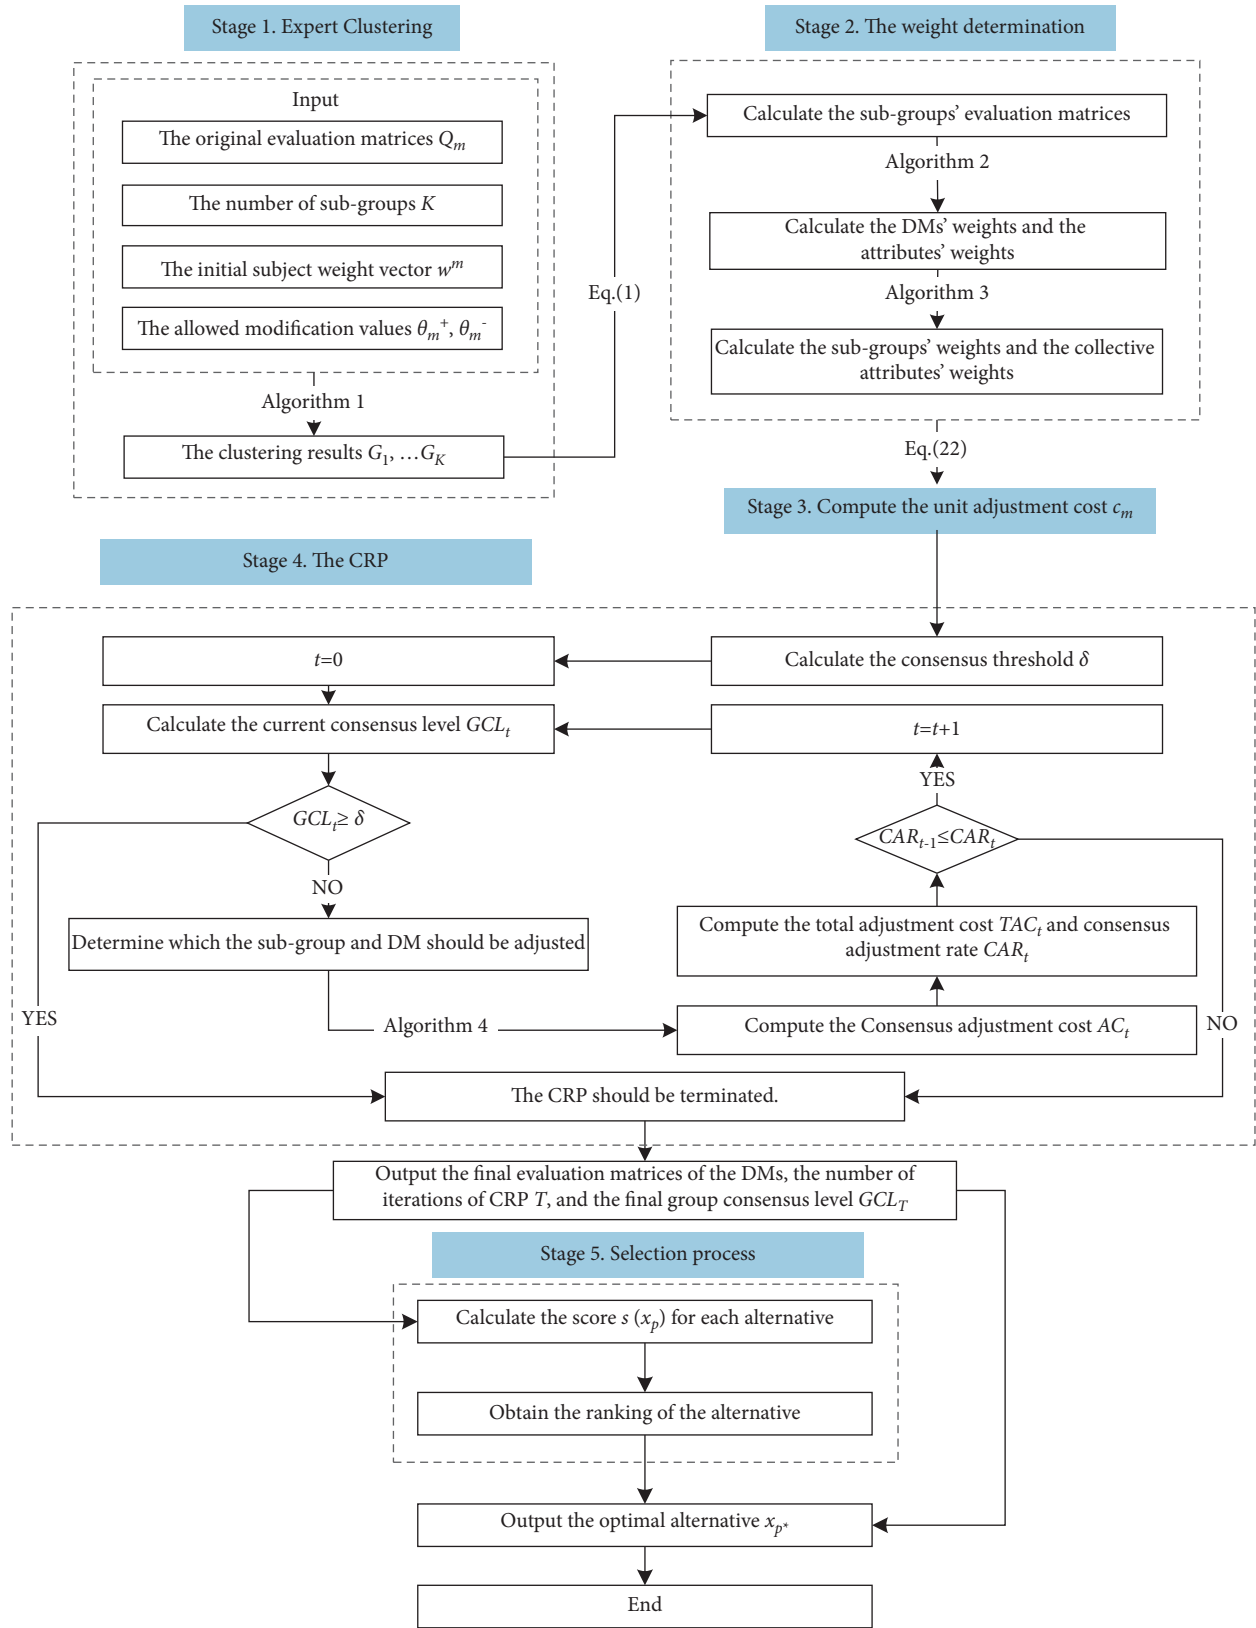 Stage 1. Expert Clustering
Input
The original evaluation matrices Qm
The number of sub-groups K
The initial subject weight vector w^m
The allowed modification values θm+, θm-
Algorithm 1
The clustering results G1, …GK
Eq.(1)
Stage 2. The weight determination
Calculate the sub-groups' evaluation matrices
Algorithm 2
Calculate the DMs' weights and the
attributes' weights
Algorithm 3
Calculate the sub-groups' weights and the collective
attributes' weights
Eq.(22)
Stage 3. Compute the unit adjustment cost cm
Stage 4. The CRP
Calculate the consensus threshold δ
t=0
Calculate the current consensus level GCLt
t=t+1
YES
GCLt≥ δ
CARt-1≤CARt
NO
Determine which the sub-group and DM should be adjusted
Compute the total adjustment cost TACt and consensus
adjustment rate CARt
YES
Algorithm 4
Compute the Consensus adjustment cost ACt
NO
The CRP should be terminated.
Output the final evaluation matrices of the DMs, the number of
iterations of CRP T, and the final group consensus level GCLT
Stage 5. Selection process
Calculate the score s (xp) for each alternative
Obtain the ranking of the alternative
Output the optimal alternative xp*
End